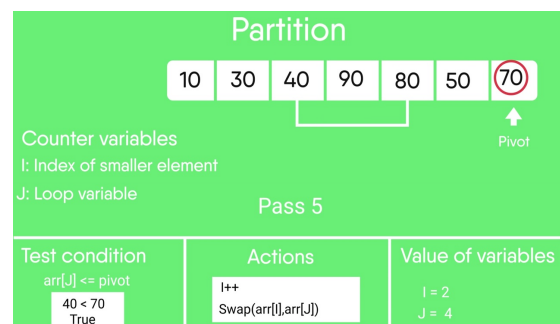 Partition
10 30 40 90 80 50 70
Pivot
Counter variables
I: Index of smaller element
J: Loop variable
Pass 5
Test condition
arr[J] <= pivot
40 < 70
True
Actions
I++
Swap(arr[I],arr[J])
Value of variables
I = 2
J = 4